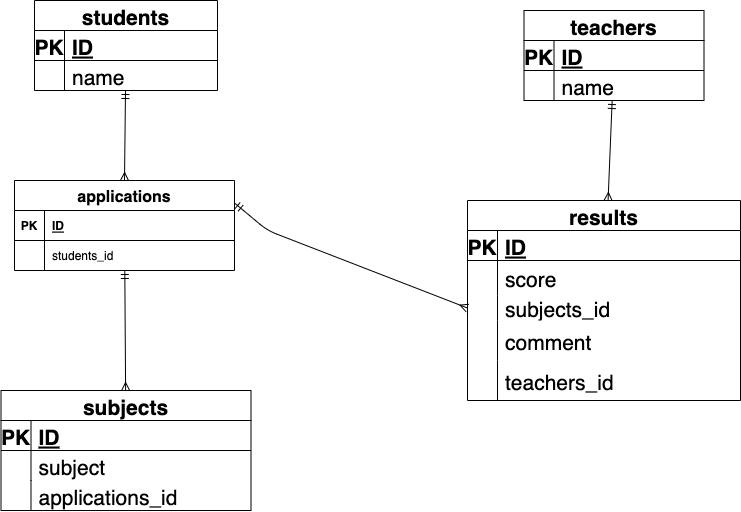 students
PK ID
name
teachers
PK ID
name
applications
PK ID
students_id
results
PK ID
score
subjects_id
comment
teachers_id
subjects
PK ID
subject
applications_id